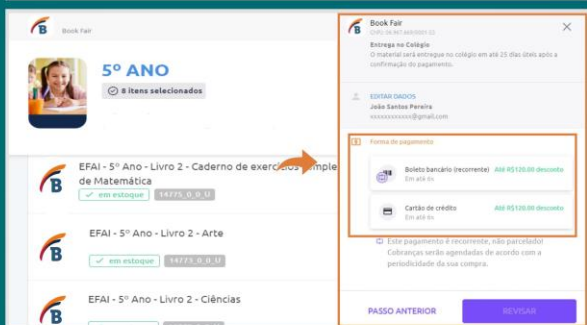 Book Fair
5º ANO
8 itens selecionados
EFAI - 5º Ano - Livro 2 - Caderno de exercícios
de Matemática
em estoque 14775_0_0_U
EFAI - 5º Ano - Livro 2 - Arte
em estoque 14773_0_0_U
EFAI - 5º Ano - Livro 2 - Ciências
Book Fair
Entrega no Colégio
O material será entregue no colégio em até 25 dias úteis após a
confirmação do pagamento.
EDITAR DADOS
João Santos Pereira
Forma de pagamento
Boleto bancário (recorrente) Até R$120.00 desconto
Em até 6x
Cartão de crédito Até R$120.00 desconto
Em até 6x
Este pagamento é recorrente, não parcelado!
Cobranças serão agendadas de acordo com a
periodicidade da sua compra.
PASSO ANTERIOR REVISAR